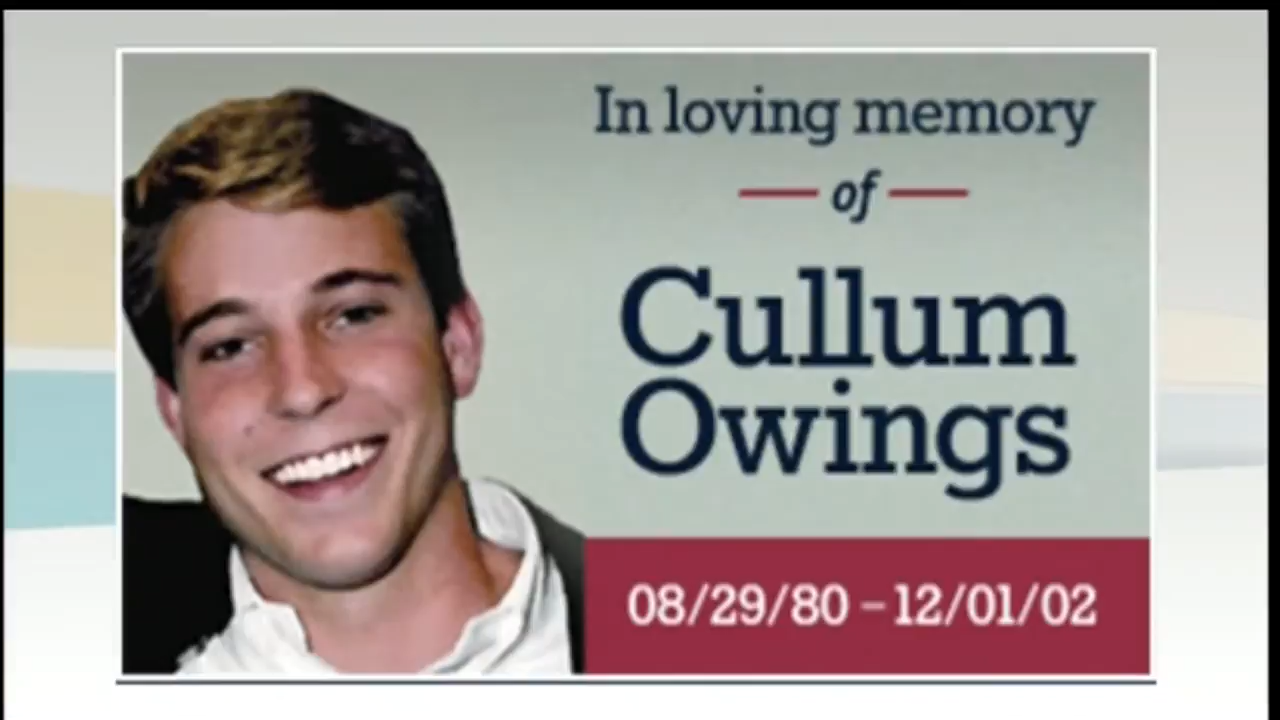 In loving memory
of
Cullum
Owings
08/29/80 – 12/01/02